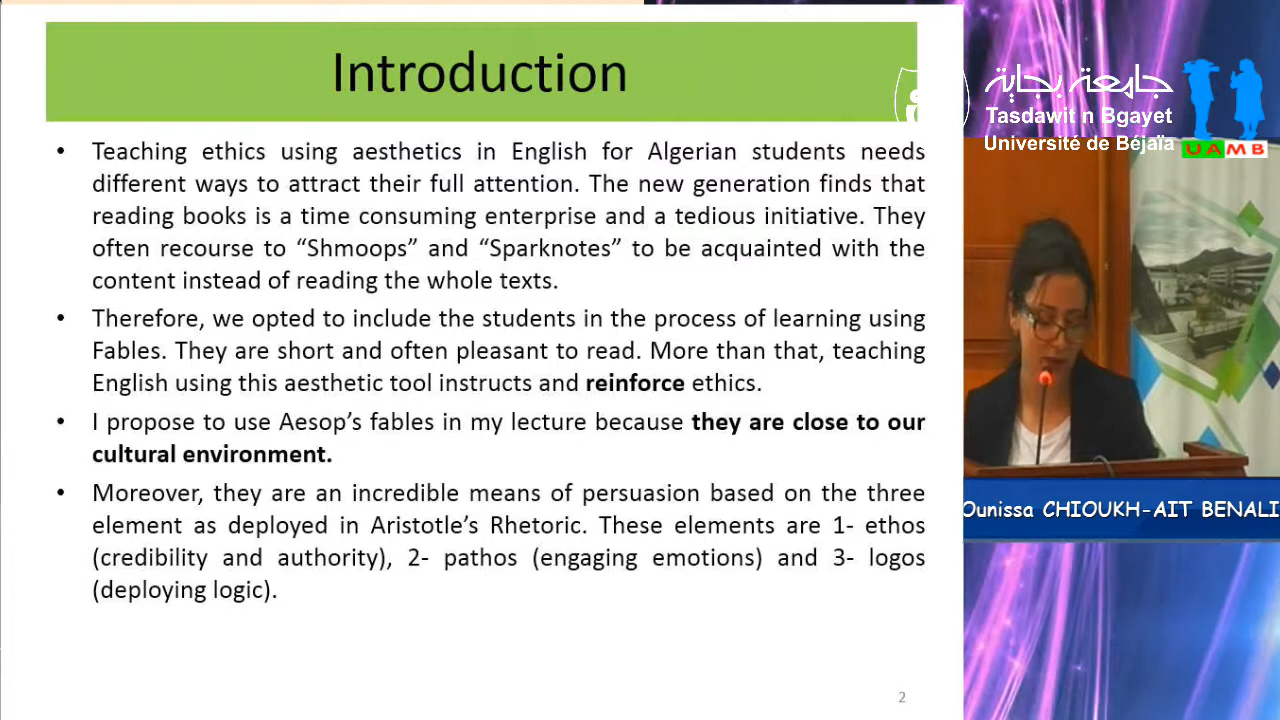 Introduction
• Teaching ethics using aesthetics in English for Algerian students needs
different ways to attract their full attention. The new generation finds that
reading books is a time consuming enterprise and a tedious initiative. They
often recourse to “Shmoops” and “Sparknotes” to be acquainted with the
content instead of reading the whole texts.
• Therefore, we opted to include the students in the process of learning using
Fables. They are short and often pleasant to read. More than that, teaching
English using this aesthetic tool instructs and reinforce ethics.
• I propose to use Aesop’s fables in my lecture because they are close to our
cultural environment.
• Moreover, they are an incredible means of persuasion based on the three
element as deployed in Aristotle’s Rhetoric. These elements are 1- ethos
(credibility and authority), 2- pathos (engaging emotions) and 3- logos
(deploying logic).
2
جامعة بجاية
Tasdawit n Bgayet
Université de Béjaïa
UAMB
Ounissa CHIOUKH-AIT BENALI